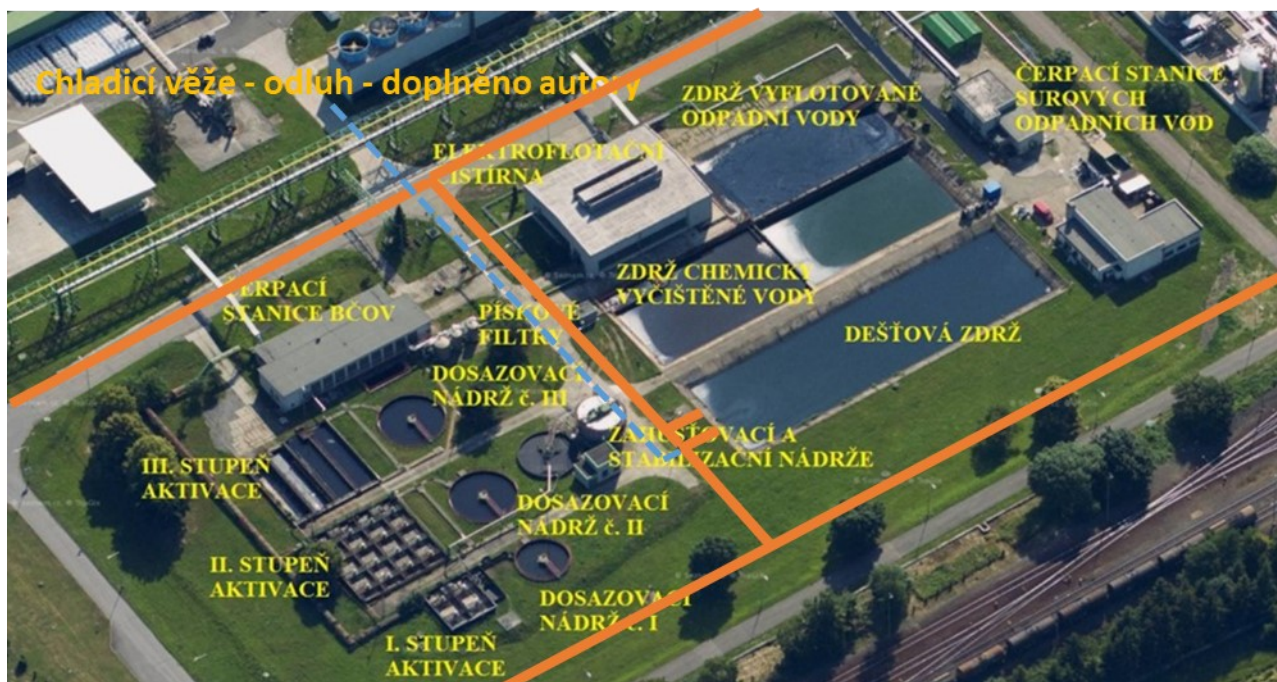 Chladicí věže - odluh - doplněno autory
ZDRŽ VYFLOTOVANÉ
ODPADNÍ VODY
ČERPACÍ STANICE
SUROVÝCH
ODPADNÍCH VOD
ELEKTROFLOTAČNÍ
ČISTÍRNA
ZDRŽ CHEMICKY
VYČIŠTĚNÉ VODY
ČERPACÍ
STANICE BČOV
PÍSKOVÉ
FILTRY
DEŠŤOVÁ ZDRŽ
DOSAZOVACÍ
NÁDRŽ č. III
ZAHUŠŤOVACÍ A
STABILIZAČNÍ NÁDRŽE
III. STUPEŇ
AKTIVACE
DOSAZOVACÍ
NÁDRŽ č. II
II. STUPEŇ
AKTIVACE
DOSAZOVACÍ
NÁDRŽ č. I
I. STUPEŇ
AKTIVACE